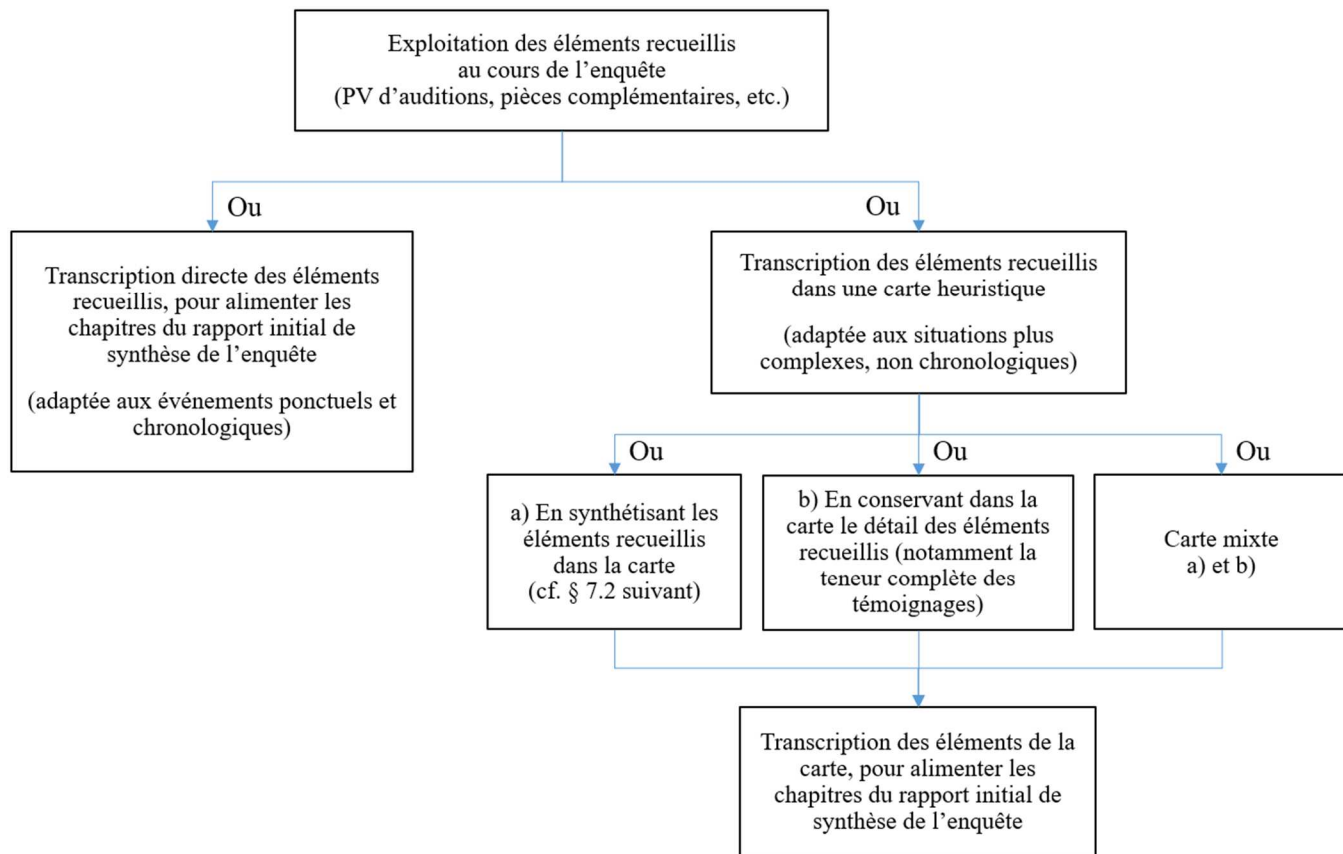 Exploitation des éléments recueillis
au cours de l’enquête
(PV d’auditions, pièces complémentaires, etc.)
Ou
Ou
Transcription directe des éléments
recueillis, pour alimenter les
chapitres du rapport initial de
synthèse de l’enquête
(adaptée aux événements ponctuels et
chronologiques)
Transcription des éléments recueillis
dans une carte heuristique
(adaptée aux situations plus
complexes, non chronologiques)
Ou
Ou
Ou
a) En synthétisant les
éléments recueillis
dans la carte
(cf. § 7.2 suivant)
b) En conservant dans la
carte le détail des éléments
recueillis (notamment la
teneur complète des
témoignages)
Carte mixte
a) et b)
Transcription des éléments de la
carte, pour alimenter les
chapitres du rapport initial de
synthèse de l’enquête